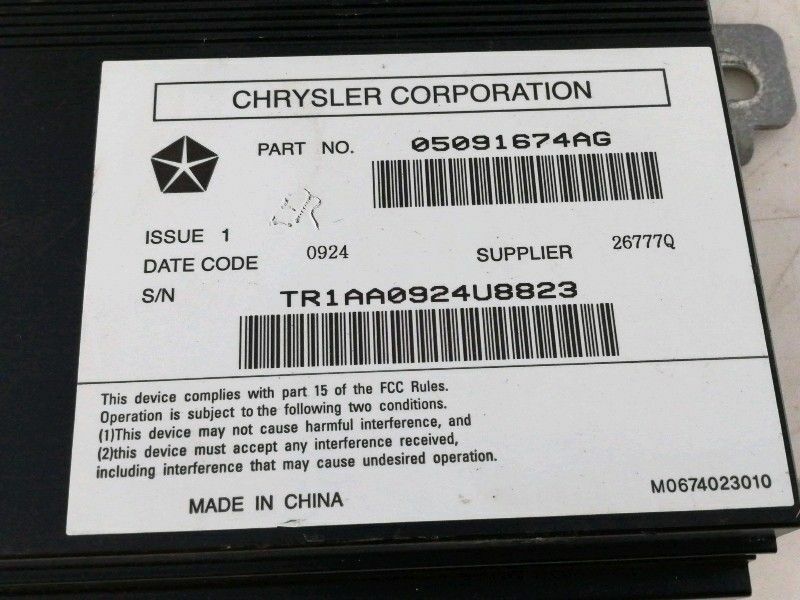 CHRYSLER CORPORATION
PART NO. 05091674AG
ISSUE 1
DATE CODE 0924 SUPPLIER 26777Q
S/N TR1AA0924U8823
This device complies with part 15 of the FCC Rules.
Operation is subject to the following two conditions.
(1)This device may not cause harmful interference, and
(2)this device must accept any interference received,
including interference that may cause undesired operation.
MADE IN CHINA
M0674023010